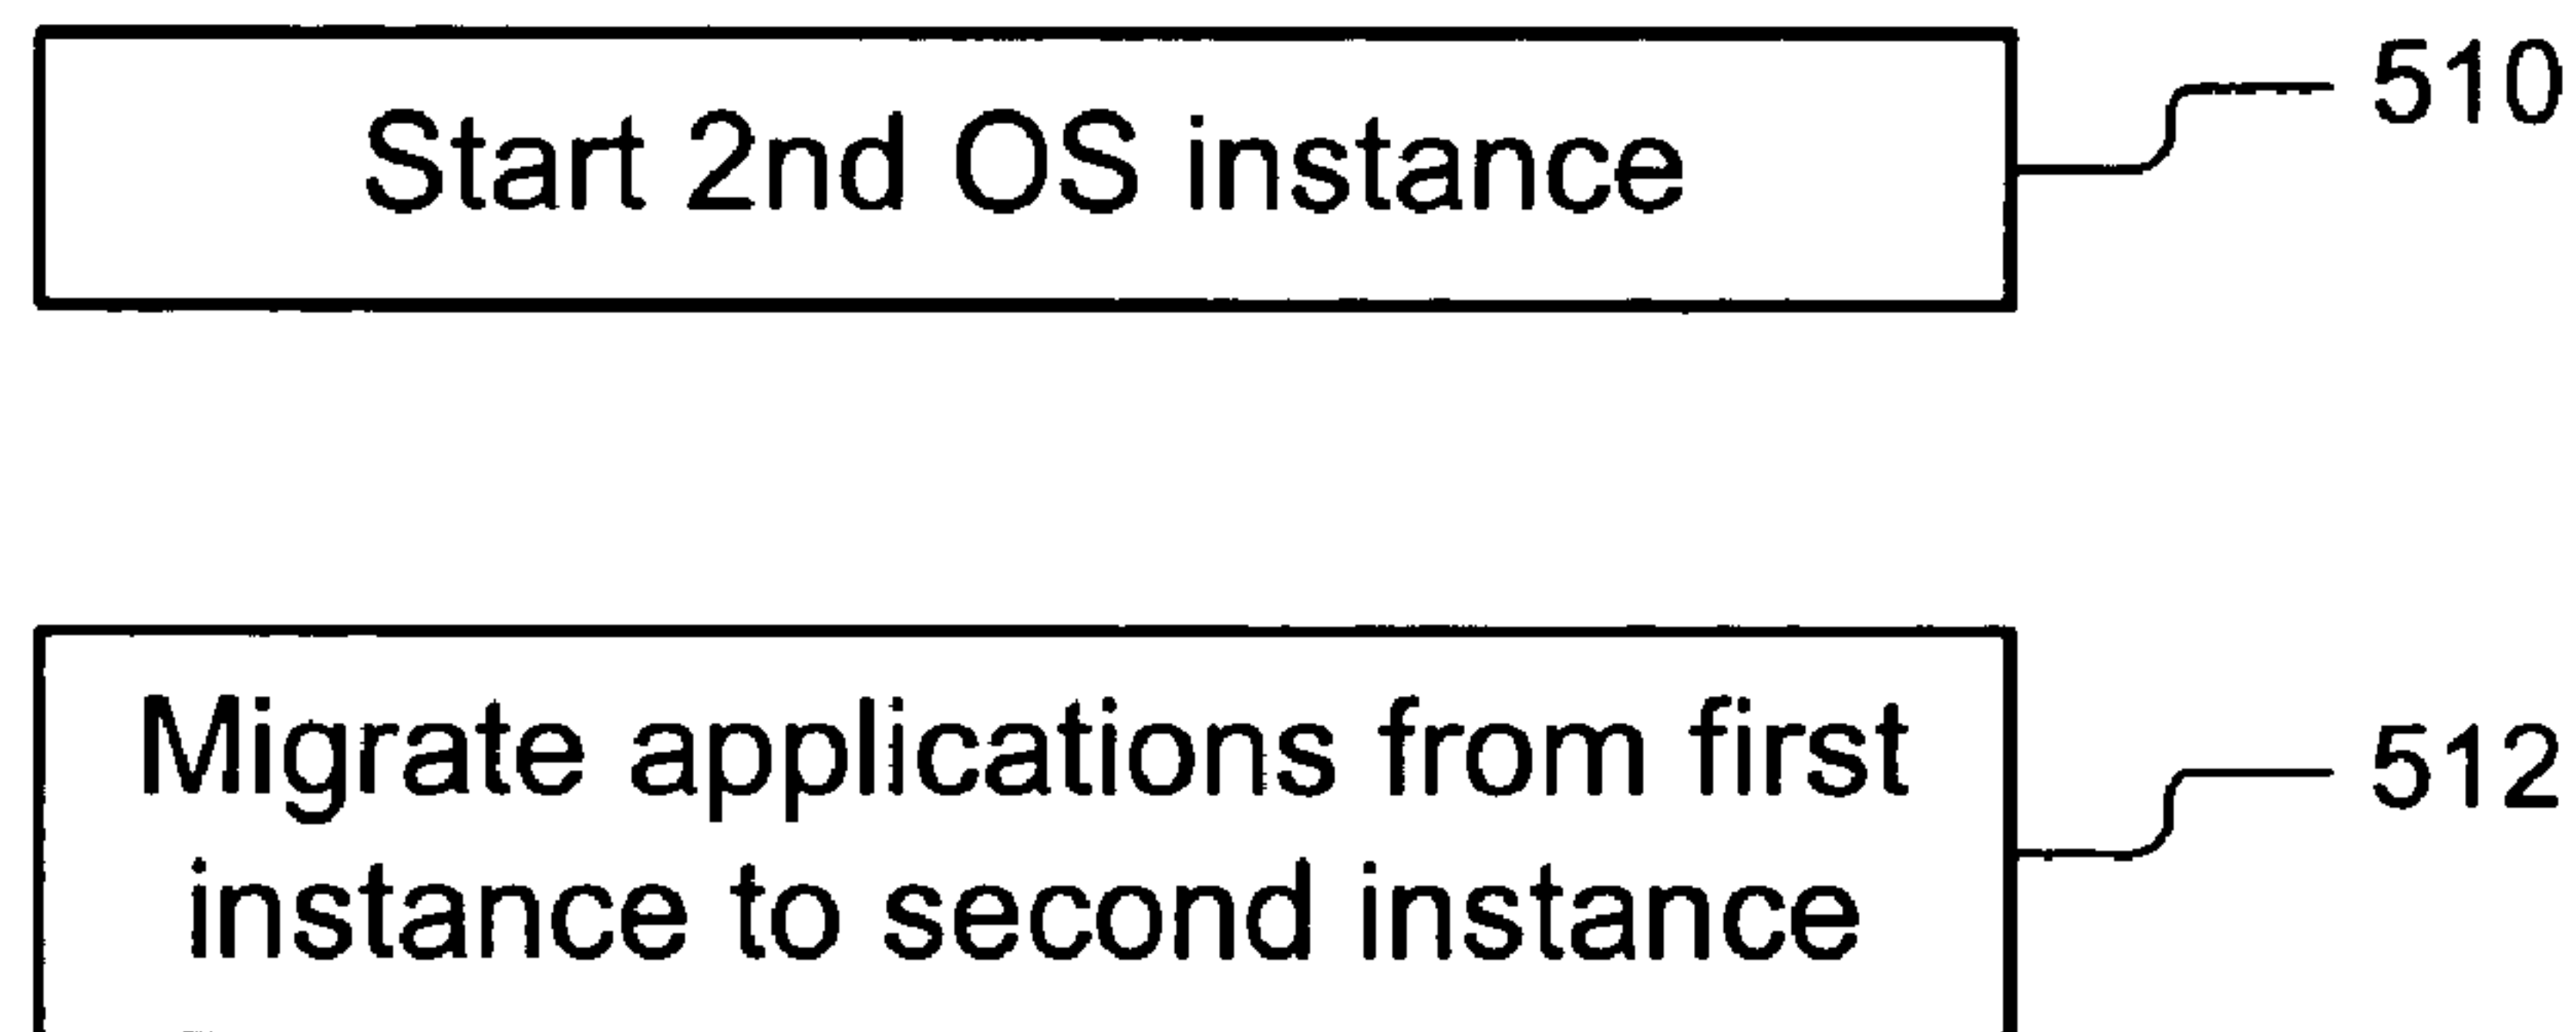 Start 2nd OS instance
510
Migrate applications from first
512
instance to second instance